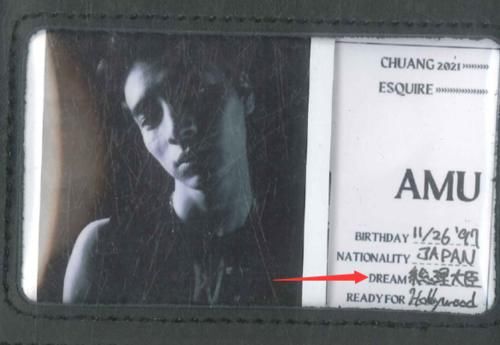 CHUANG 2021 »»»»»
ESQUIRE »»»»»»»»»
AMU
BIRTHDAY 11/26 '97
NATIONALITY JAPAN
DREAM 総理大臣
READY FOR Hollywood